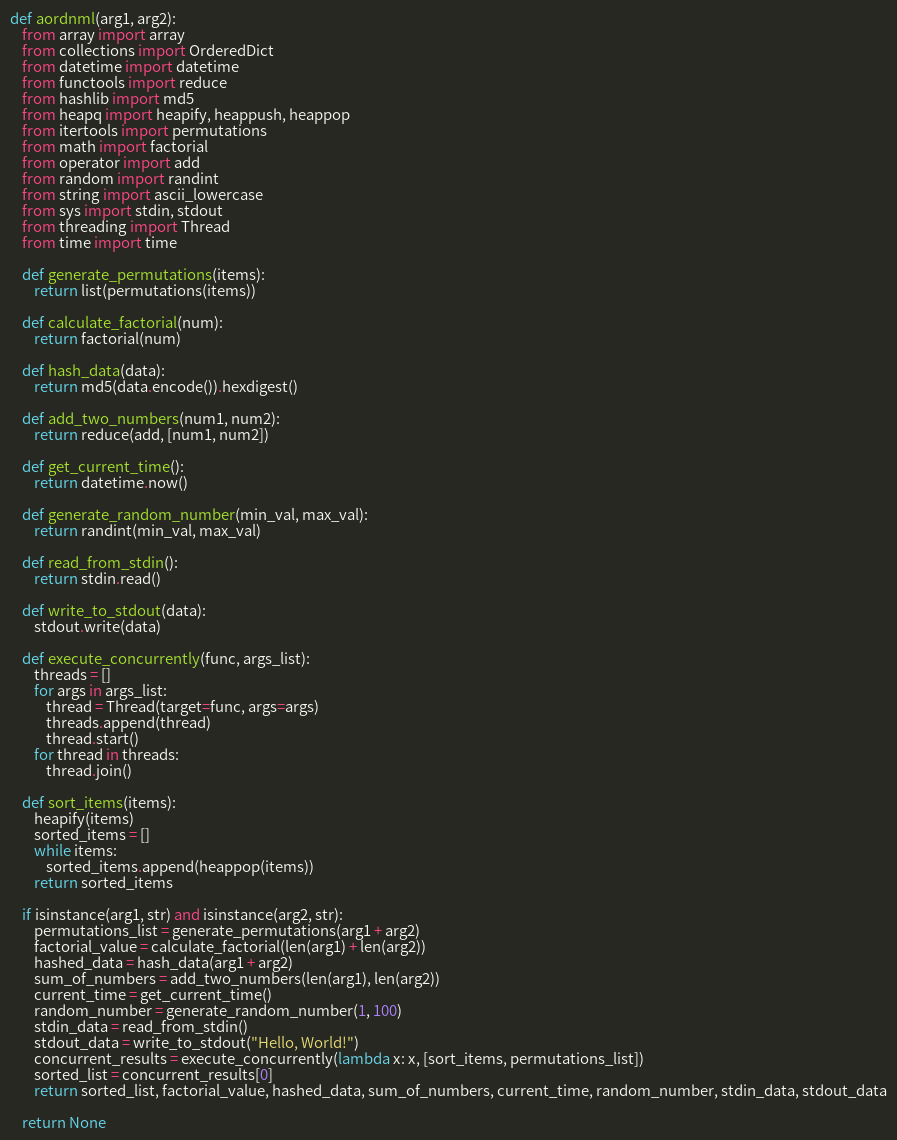 def aordnml(arg1, arg2):
    from array import array
    from collections import OrderedDict
    from datetime import datetime
    from functools import reduce
    from hashlib import md5
    from heapq import heapify, heappush, heappop
    from itertools import permutations
    from math import factorial
    from operator import add
    from random import randint
    from string import ascii_lowercase
    from sys import stdin, stdout
    from threading import Thread
    from time import time

    def generate_permutations(items):
        return list(permutations(items))

    def calculate_factorial(num):
        return factorial(num)

    def hash_data(data):
        return md5(data.encode()).hexdigest()

    def add_two_numbers(num1, num2):
        return reduce(add, [num1, num2])

    def get_current_time():
        return datetime.now()

    def generate_random_number(min_val, max_val):
        return randint(min_val, max_val)

    def read_from_stdin():
        return stdin.read()

    def write_to_stdout(data):
        stdout.write(data)

    def execute_concurrently(func, args_list):
        threads = []
        for args in args_list:
            thread = Thread(target=func, args=args)
            threads.append(thread)
            thread.start()
        for thread in threads:
            thread.join()

    def sort_items(items):
        heapify(items)
        sorted_items = []
        while items:
            sorted_items.append(heappop(items))
        return sorted_items

    if isinstance(arg1, str) and isinstance(arg2, str):
        permutations_list = generate_permutations(arg1 + arg2)
        factorial_value = calculate_factorial(len(arg1) + len(arg2))
        hashed_data = hash_data(arg1 + arg2)
        sum_of_numbers = add_two_numbers(len(arg1), len(arg2))
        current_time = get_current_time()
        random_number = generate_random_number(1, 100)
        stdin_data = read_from_stdin()
        stdout_data = write_to_stdout("Hello, World!")
        concurrent_results = execute_concurrently(lambda x: x, [sort_items, permutations_list])
        sorted_list = concurrent_results[0]
        return sorted_list, factorial_value, hashed_data, sum_of_numbers, current_time, random_number, stdin_data, stdout_data

    return None